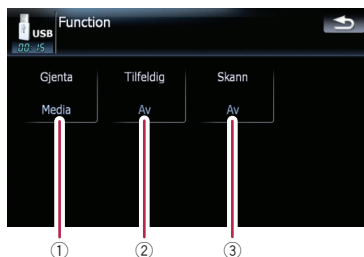 USB Function
00:15
Gjenta Tilfeldig Skann
Media Av Av
① ② ③